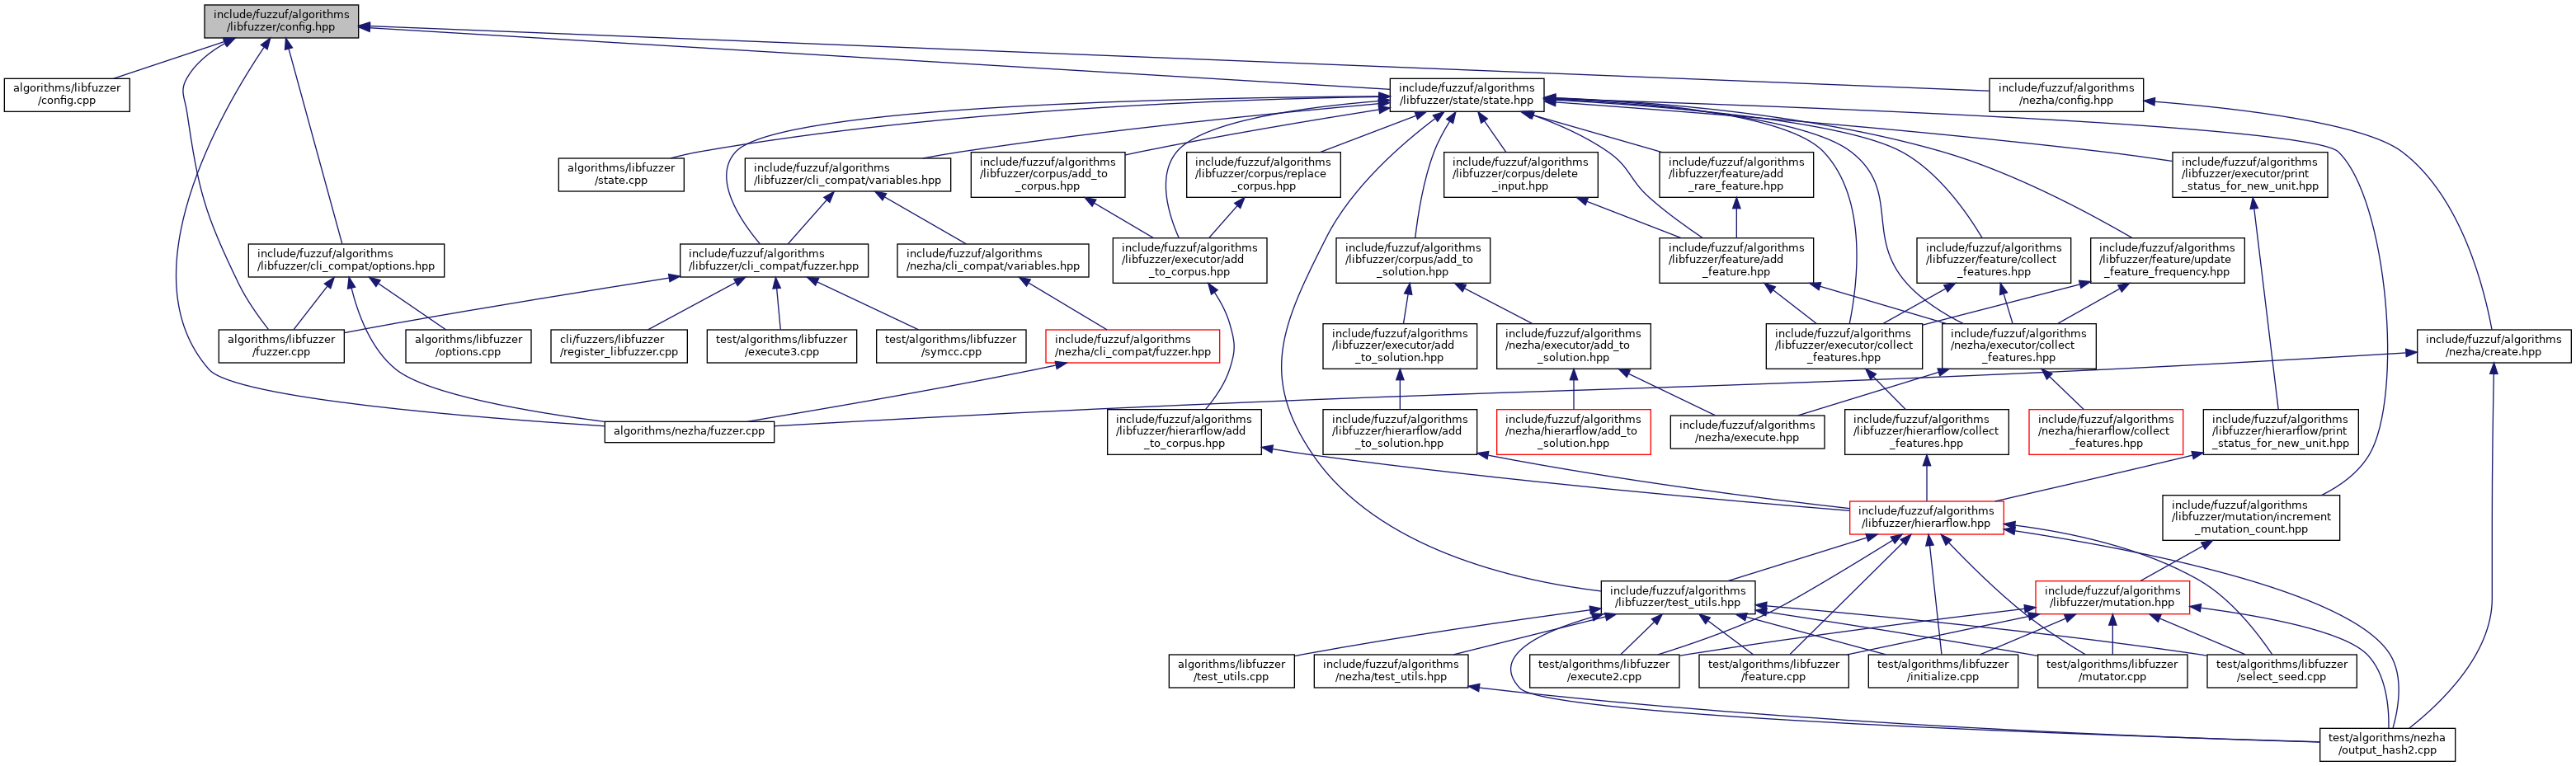 include/fuzzuf/algorithms
/libfuzzer/config.hpp
algorithms/libfuzzer
/config.cpp
include/fuzzuf/algorithms
/libfuzzer/state/state.hpp
include/fuzzuf/algorithms
/nezha/config.hpp
algorithms/libfuzzer
/state.cpp
include/fuzzuf/algorithms
/libfuzzer/cli_compat/variables.hpp
include/fuzzuf/algorithms
/libfuzzer/corpus/add_to
_corpus.hpp
include/fuzzuf/algorithms
/libfuzzer/corpus/replace
_corpus.hpp
include/fuzzuf/algorithms
/libfuzzer/corpus/delete
_input.hpp
include/fuzzuf/algorithms
/libfuzzer/feature/add
_rare_feature.hpp
include/fuzzuf/algorithms
/libfuzzer/executor/print
_status_for_new_unit.hpp
include/fuzzuf/algorithms
/libfuzzer/cli_compat/options.hpp
include/fuzzuf/algorithms
/libfuzzer/cli_compat/fuzzer.hpp
include/fuzzuf/algorithms
/nezha/cli_compat/variables.hpp
include/fuzzuf/algorithms
/libfuzzer/executor/add
_to_corpus.hpp
include/fuzzuf/algorithms
/libfuzzer/corpus/add_to
_solution.hpp
include/fuzzuf/algorithms
/libfuzzer/feature/add
_feature.hpp
include/fuzzuf/algorithms
/libfuzzer/feature/collect
_features.hpp
include/fuzzuf/algorithms
/libfuzzer/feature/update
_feature_frequency.hpp
algorithms/libfuzzer
/fuzzer.cpp
algorithms/libfuzzer
/options.cpp
cli/fuzzers/libfuzzer
/register_libfuzzer.cpp
test/algorithms/libfuzzer
/execute3.cpp
test/algorithms/libfuzzer
/symcc.cpp
include/fuzzuf/algorithms
/nezha/cli_compat/fuzzer.hpp
include/fuzzuf/algorithms
/libfuzzer/executor/add
_to_solution.hpp
include/fuzzuf/algorithms
/nezha/executor/add_to
_solution.hpp
include/fuzzuf/algorithms
/libfuzzer/executor/collect
_features.hpp
include/fuzzuf/algorithms
/nezha/executor/collect
_features.hpp
include/fuzzuf/algorithms
/nezha/create.hpp
algorithms/nezha/fuzzer.cpp
include/fuzzuf/algorithms
/libfuzzer/hierarflow/add
_to_corpus.hpp
include/fuzzuf/algorithms
/libfuzzer/hierarflow/add
_to_solution.hpp
include/fuzzuf/algorithms
/nezha/hierarflow/add_to
_solution.hpp
include/fuzzuf/algorithms
/nezha/execute.hpp
include/fuzzuf/algorithms
/libfuzzer/hierarflow/collect
_features.hpp
include/fuzzuf/algorithms
/nezha/hierarflow/collect
_features.hpp
include/fuzzuf/algorithms
/libfuzzer/hierarflow/print
_status_for_new_unit.hpp
include/fuzzuf/algorithms
/libfuzzer/hierarflow.hpp
include/fuzzuf/algorithms
/libfuzzer/mutation/increment
_mutation_count.hpp
include/fuzzuf/algorithms
/libfuzzer/test_utils.hpp
include/fuzzuf/algorithms
/libfuzzer/mutation.hpp
algorithms/libfuzzer
/test_utils.cpp
include/fuzzuf/algorithms
/nezha/test_utils.hpp
test/algorithms/libfuzzer
/execute2.cpp
test/algorithms/libfuzzer
/feature.cpp
test/algorithms/libfuzzer
/initialize.cpp
test/algorithms/libfuzzer
/mutator.cpp
test/algorithms/libfuzzer
/select_seed.cpp
test/algorithms/nezha
/output_hash2.cpp